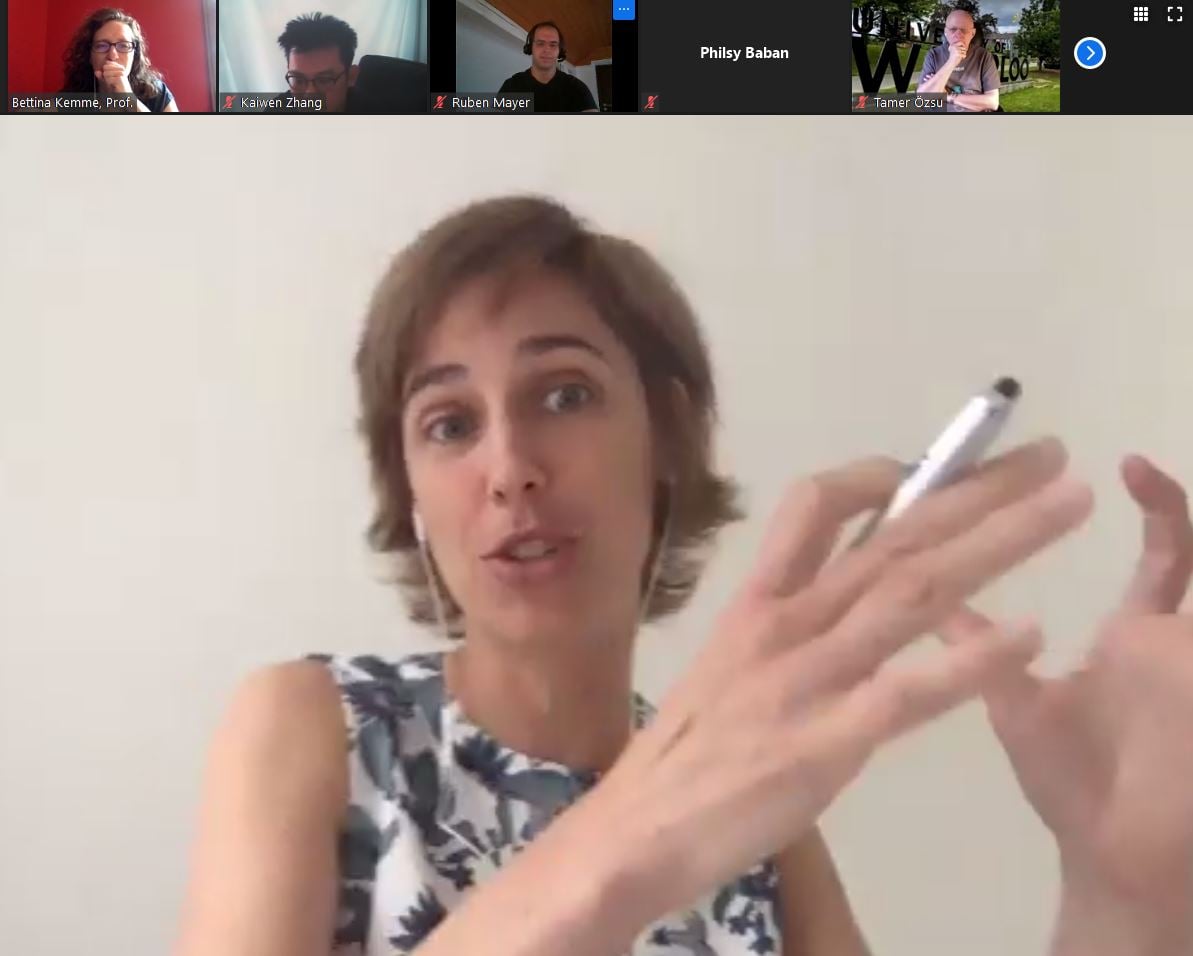 Bettina Kemme, Prof.
Kaiwen Zhang
Ruben Mayer
Philsy Baban
Tamer Özsu